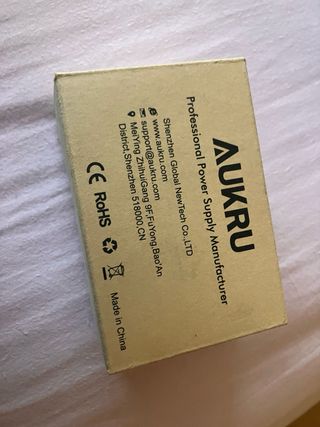 AUKRU
Professional Power Supply Manufacturer
Shenzhen Global NewTech Co.,LTD
www.aukru.com
support@aukru.com
MeiYing ZhihuiGang 9F,FuYong,Bao'An
District,Shenzhen 518000,CN
CE RoHS
Made in China